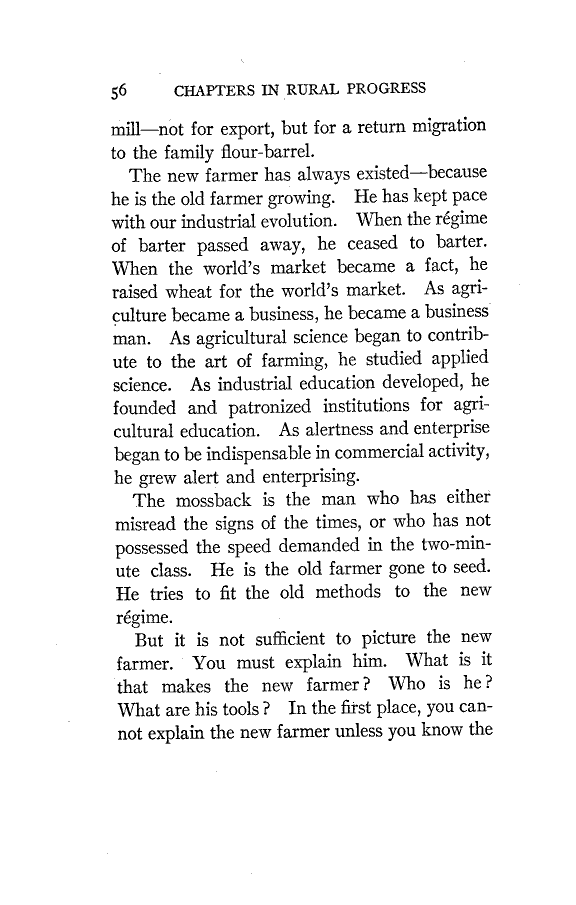 56 CHAPTERS IN RURAL PROGRESS
mill—not for export, but for a return migration
to the family flour-barrel.
The new farmer has always existed—because
he is the old farmer growing. He has kept pace
with our industrial evolution. When the régime
of barter passed away, he ceased to barter.
When the world's market became a fact, he
raised wheat for the world's market. As agri-
culture became a business, he became a business
man. As agricultural science began to contrib-
ute to the art of farming, he studied applied
science. As industrial education developed, he
founded and patronized institutions for agri-
cultural education. As alertness and enterprise
began to be indispensable in commercial activity,
he grew alert and enterprising.
The mossback is the man who has either
misread the signs of the times, or who has not
possessed the speed demanded in the two-min-
ute class. He is the old farmer gone to seed.
He tries to fit the old methods to the new
régime.
But it is not sufficient to picture the new
farmer. You must explain him. What is it
that makes the new farmer? Who is he?
What are his tools? In the first place, you can-
not explain the new farmer unless you know the